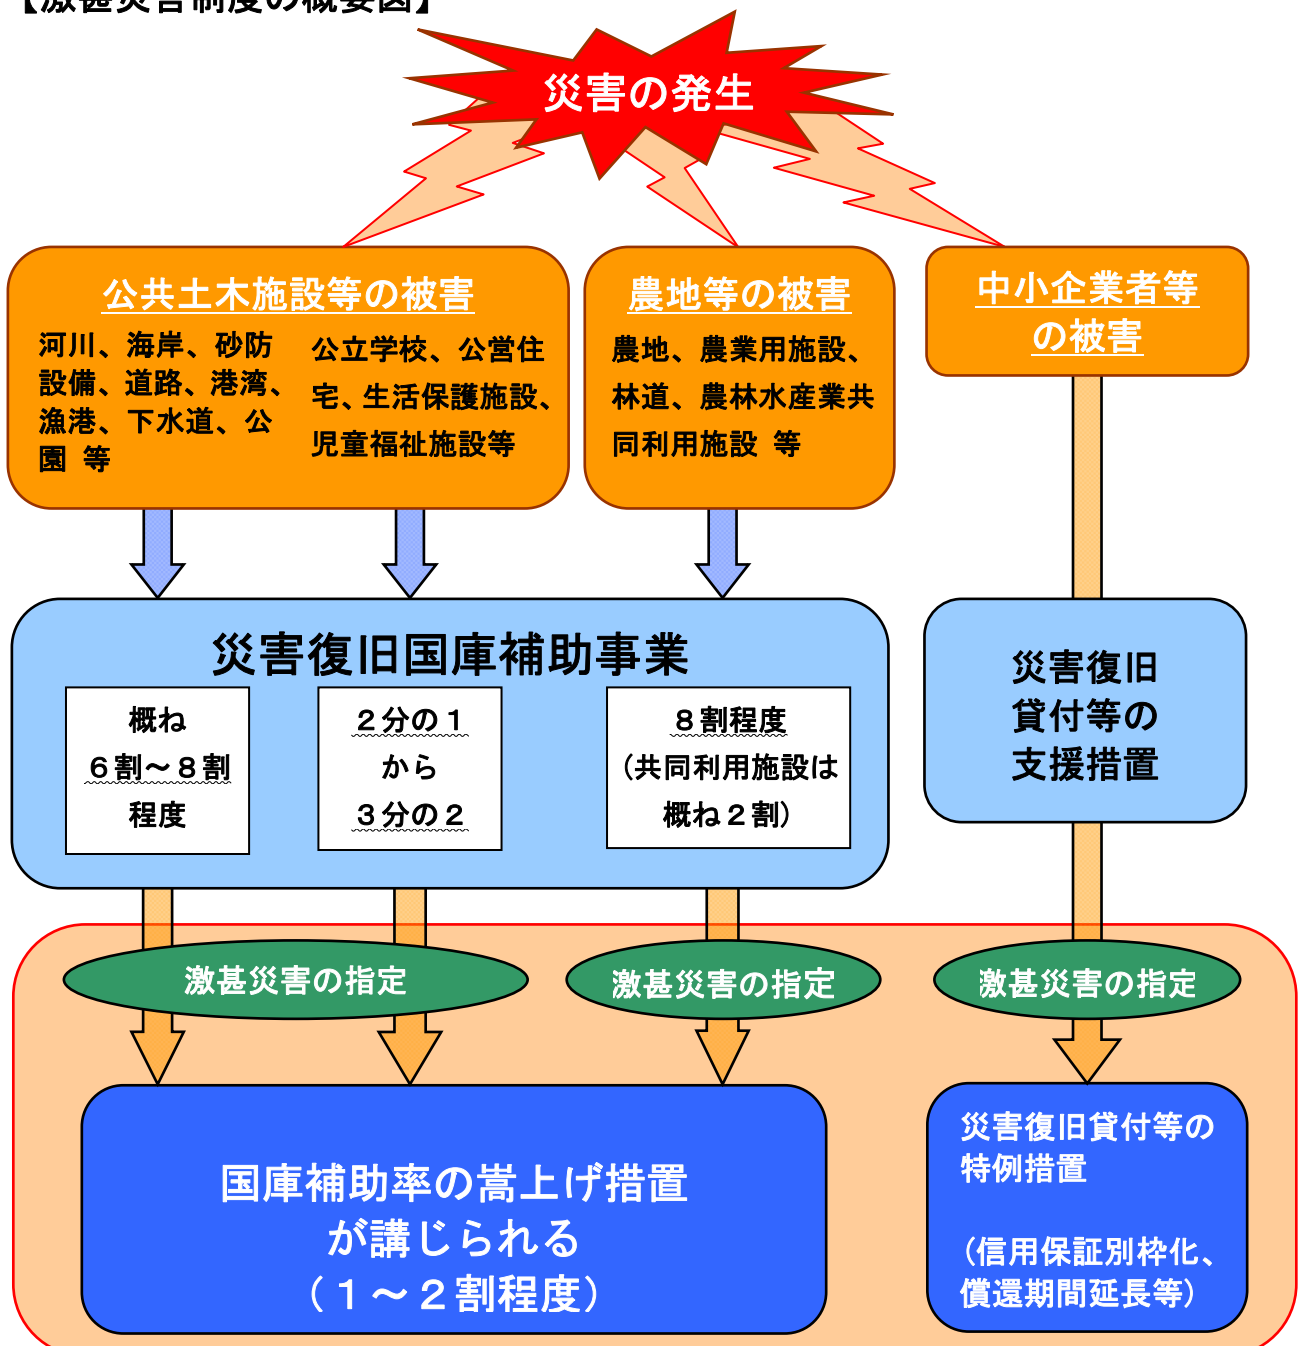 【激甚災害制度の概要図】
災害の発生
公共土木施設等の被害
河川、海岸、砂防
設備、道路、港湾、
漁港、下水道、公
園 等
公立学校、公営住
宅、生活保護施設、
児童福祉施設等
農地等の被害
農地、農業用施設、
林道、農林水産業共
同利用施設 等
中小企業者等
の被害
災害復旧国庫補助事業
概ね
６割～８割
程度
２分の１
から
３分の２
８割程度
（共同利用施設は
概ね２割）
災害復旧
貸付等の
支援措置
激甚災害の指定
激甚災害の指定
激甚災害の指定
国庫補助率の嵩上げ措置
が講じられる
（１～２割程度）
災害復旧貸付等の
特例措置
（信用保証別枠化、
償還期間延長等）